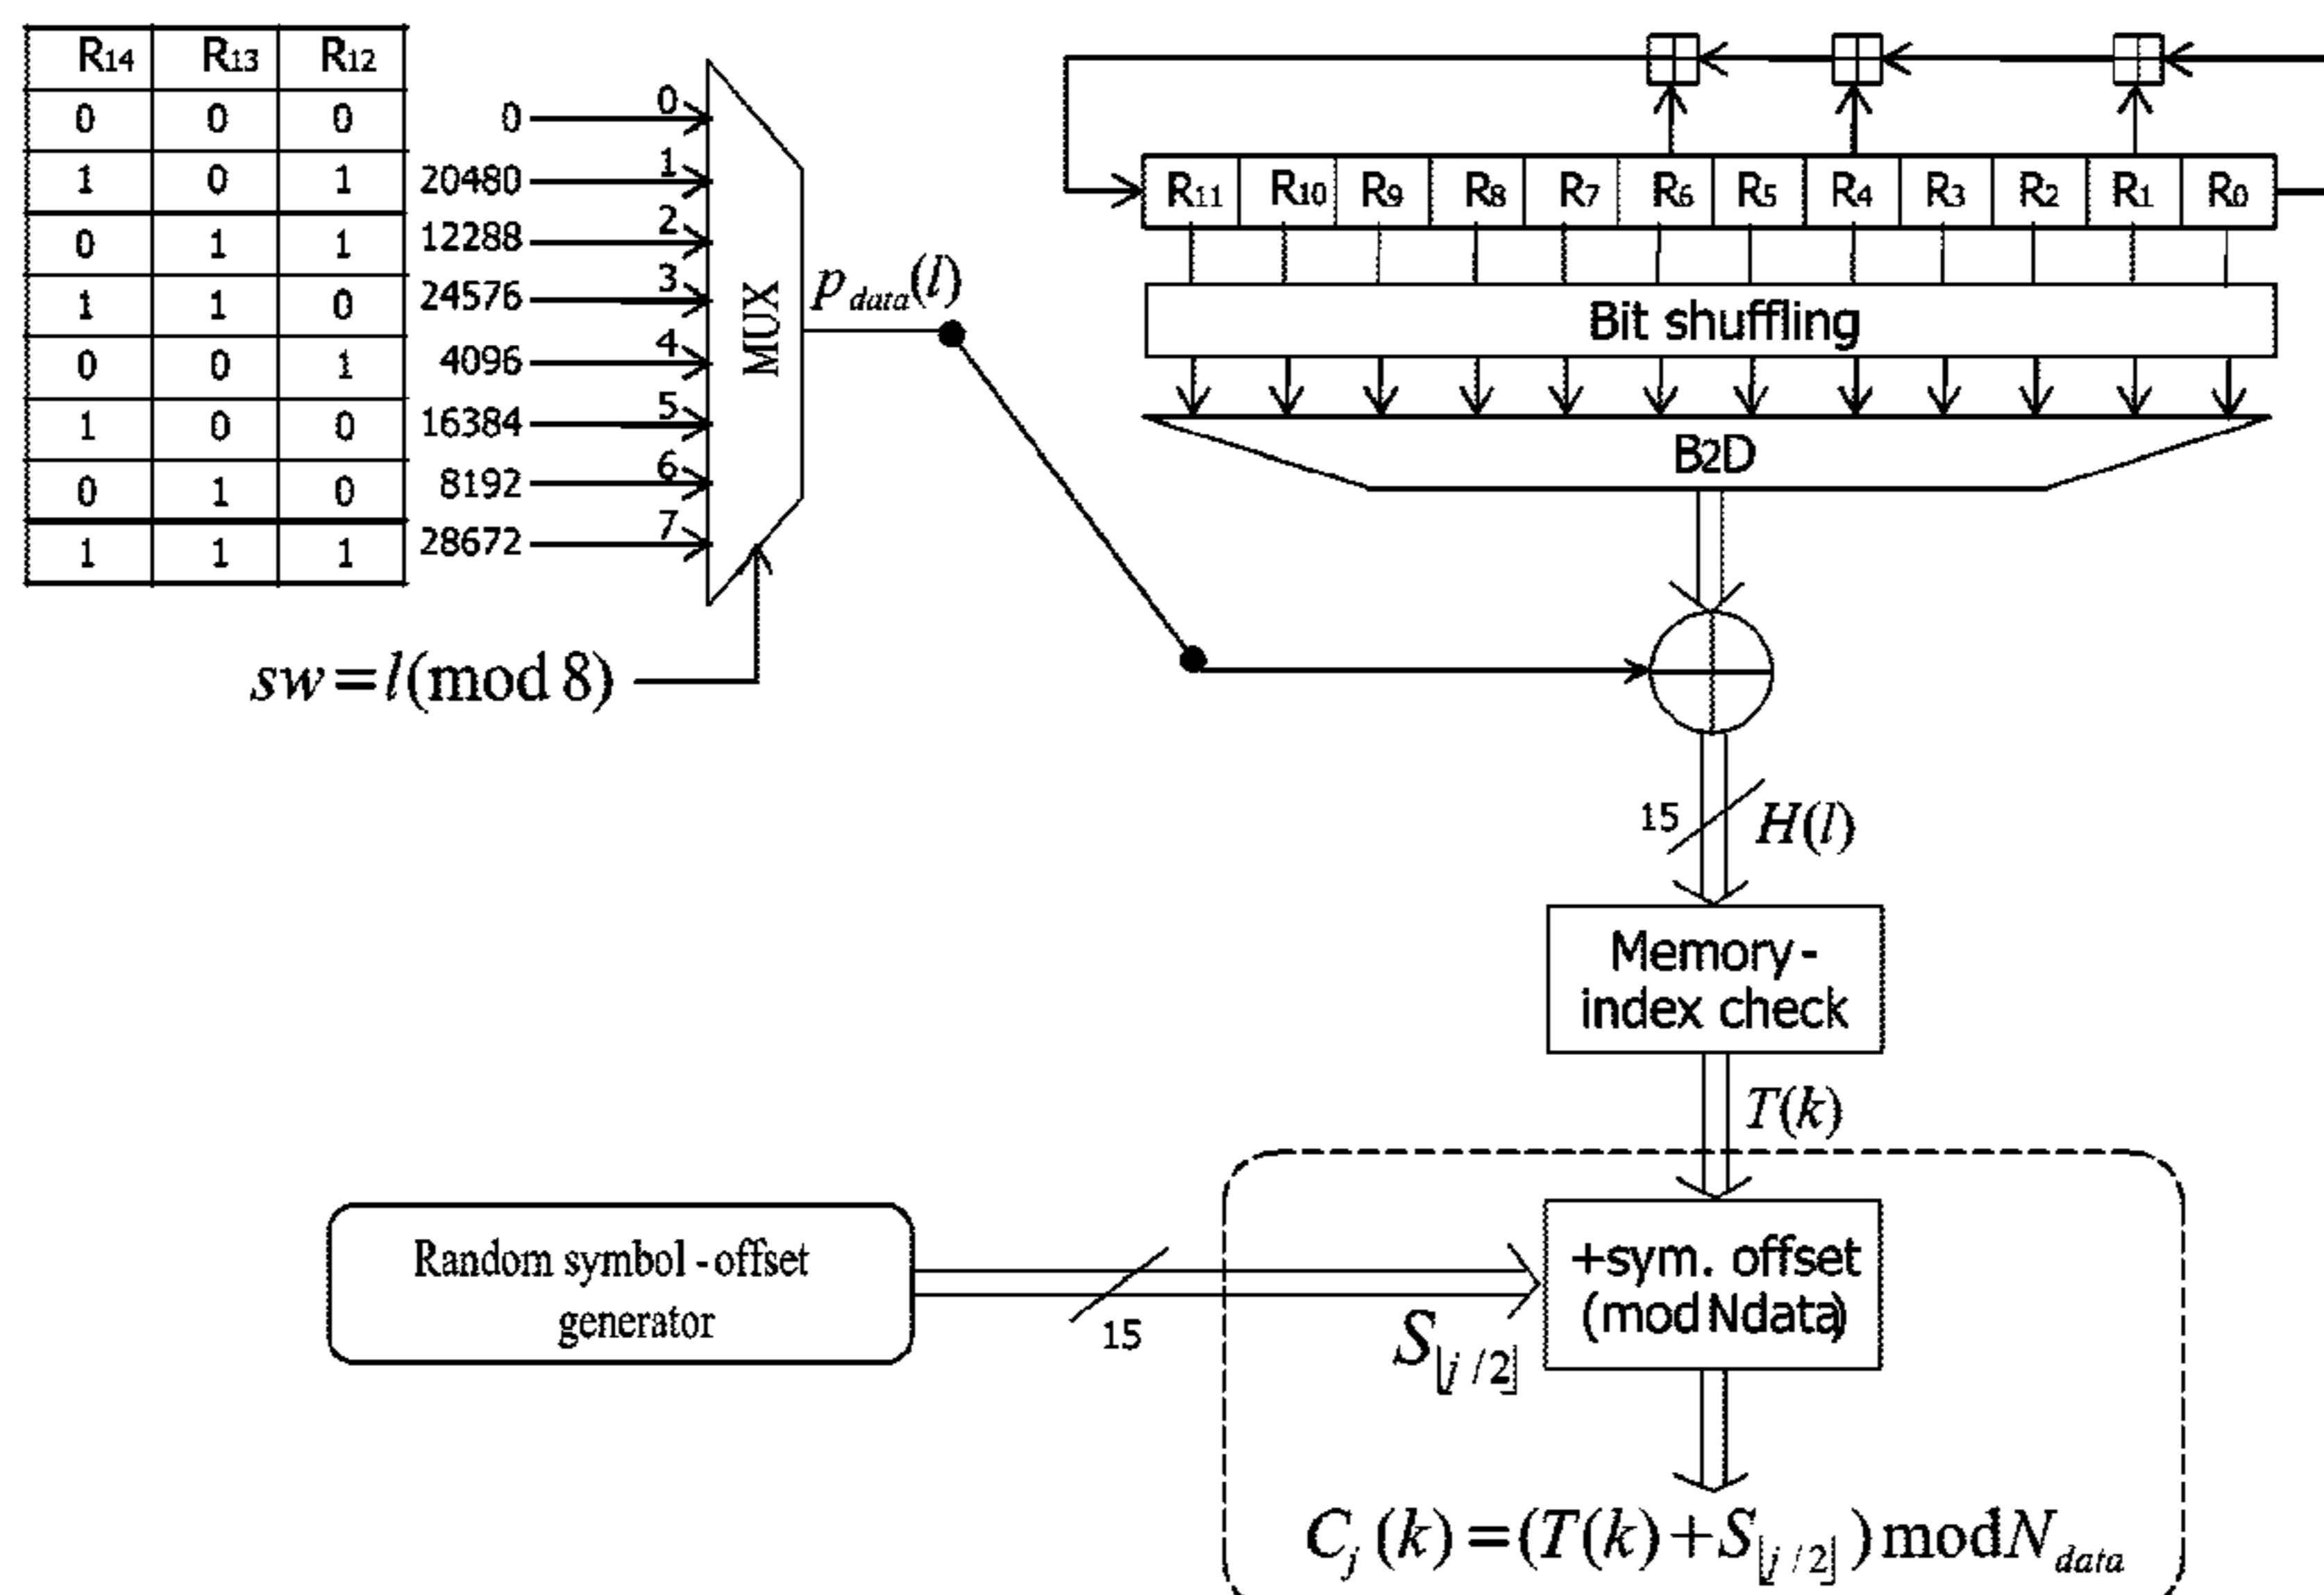 R14 R13 R12
0 0 0
1 0 1
0 1 1
1 1 0
0 0 1
1 0 0
0 1 0
1 1 1
0 0
20480 1
12288 2
24576 3
4096 4
16384 5
8192 6
28672 7
MUX
sw=l(mod 8)
p data(l)
R11 R10 R9 R8 R7 R6 R5 R4 R3 R2 R1 R0
Bit shuffling
B2D
15 H(l)
Memory-
index check
T(k)
Random symbol-offset
generator
15
S⌊j/2⌋
+sym. offset
(mod Ndata)
Cj(k)=(T(k)+S⌊j/2⌋)modNdata